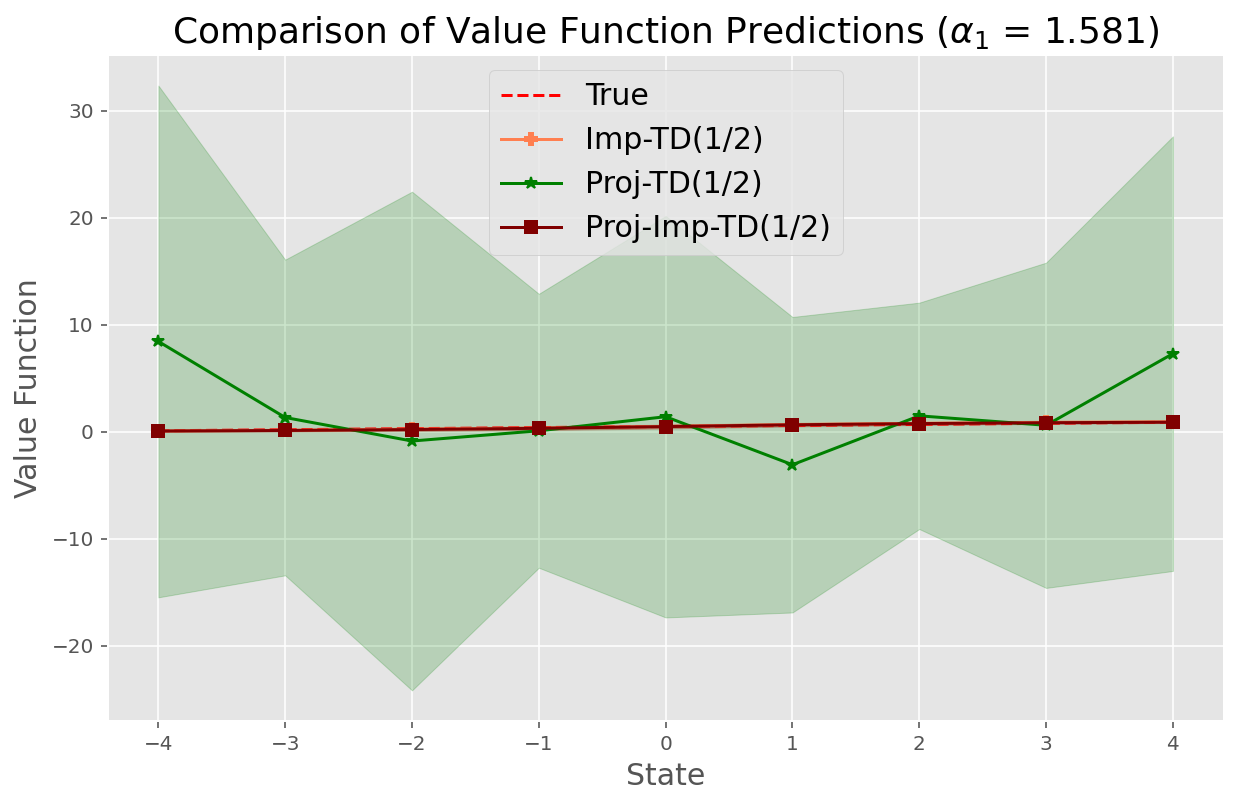 Comparison of Value Function Predictions (α₁ = 1.581)
True
Imp-TD(1/2)
Proj-TD(1/2)
Proj-Imp-TD(1/2)
Value Function
30
20
10
0
−10
−20
−4 −3 −2 −1 0 1 2 3 4
State